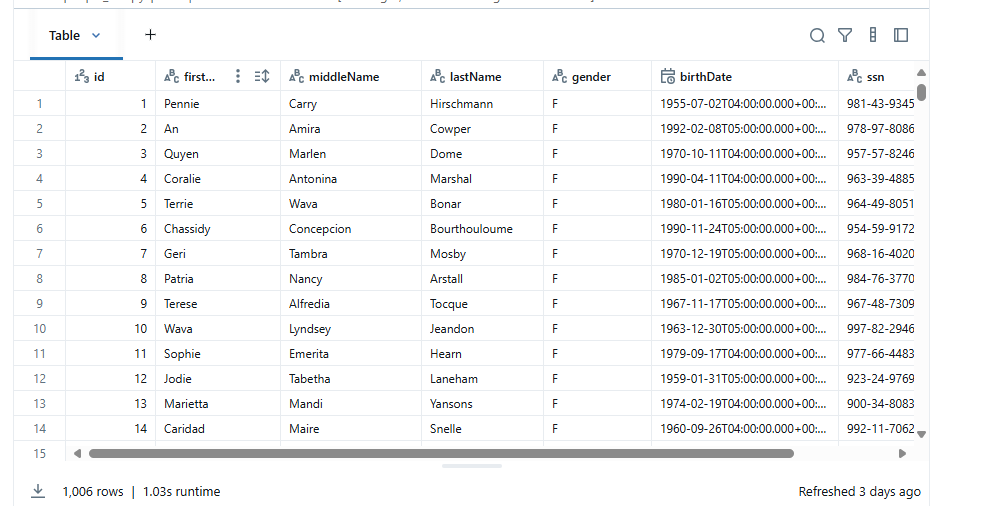 Table
id first... middleName lastName gender birthDate ssn
1 1 Pennie Carry Hirschmann F 1955-07-02T04:00:00.000+00:... 981-43-9345
2 2 An Amira Cowper F 1992-02-08T05:00:00.000+00:... 978-97-8086
3 3 Quyen Marlen Dome F 1970-10-11T04:00:00.000+00:... 957-57-8246
4 4 Coralie Antonina Marshal F 1990-04-11T04:00:00.000+00:... 963-39-4885
5 5 Terrie Wava Bonar F 1980-01-16T05:00:00.000+00:... 964-49-8051
6 6 Chassidy Concepcion Bourthouloume F 1990-11-24T05:00:00.000+00:... 954-59-9172
7 7 Geri Tambra Mosby F 1970-12-19T05:00:00.000+00:... 968-16-4020
8 8 Patria Nancy Arstall F 1985-01-02T05:00:00.000+00:... 984-76-3770
9 9 Terese Alfredia Tocque F 1967-11-17T05:00:00.000+00:... 967-48-7309
10 10 Wava Lyndsey Jeandon F 1963-12-30T05:00:00.000+00:... 997-82-2946
11 11 Sophie Emerita Hearn F 1979-09-17T04:00:00.000+00:... 977-66-4483
12 12 Jodie Tabetha Laneham F 1959-01-31T05:00:00.000+00:... 923-24-9769
13 13 Marietta Mandi Yansons F 1974-02-19T04:00:00.000+00:... 900-34-8083
14 14 Caridad Maire Snelle F 1960-09-26T04:00:00.000+00:... 992-11-7062
15
1,006 rows | 1.03s runtime Refreshed 3 days ago